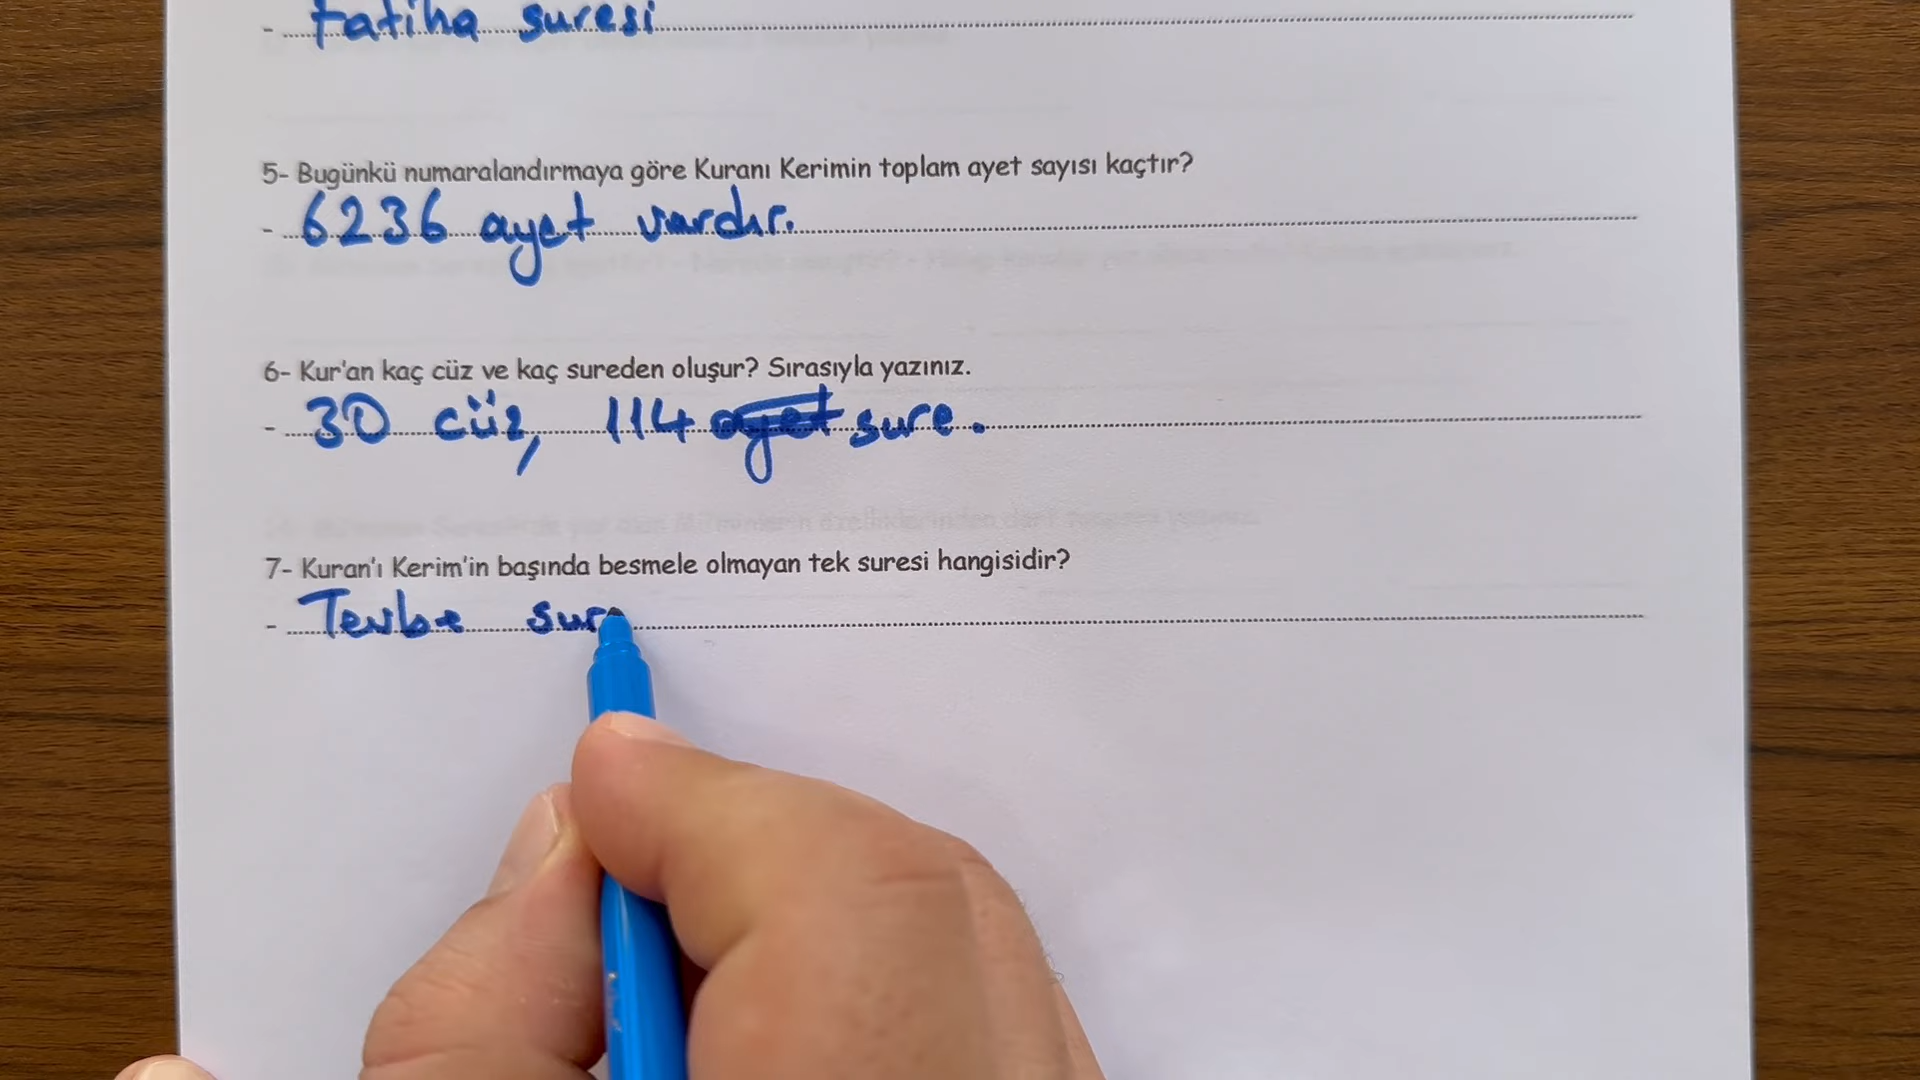 - Fatiha suresi
5- Bugünkü numaralandırmaya göre Kuranı Kerimin toplam ayet sayısı kaçtır?
- 6236 ayet vardır.
6- Kur'an kaç cüz ve kaç sureden oluşur? Sırasıyla yazınız.
- 30 cüz, 114 ayet sure.
7- Kuran'ı Kerim'in başında besmele olmayan tek suresi hangisidir?
- Tevbe sur